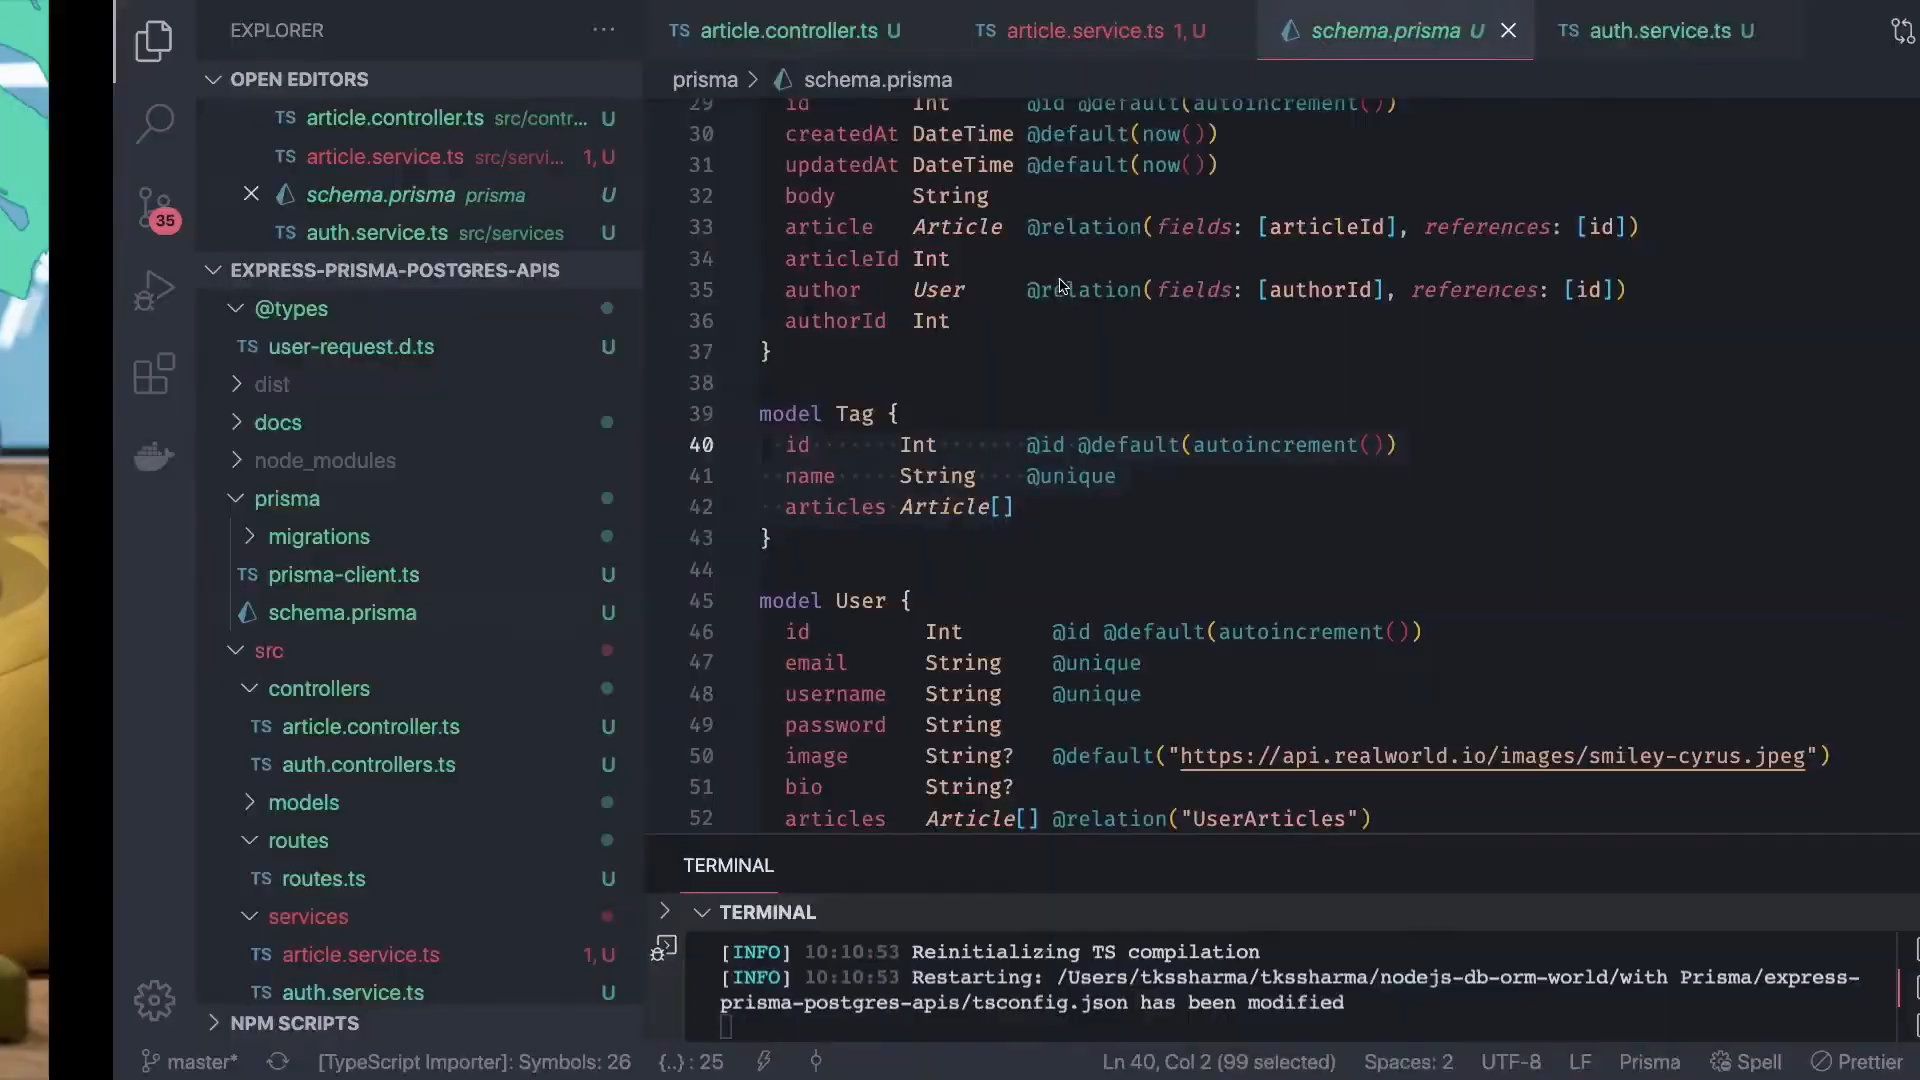 EXPLORER
OPEN EDITORS
TS article.controller.ts src/contr... U
TS article.service.ts src/servi... 1, U
schema.prisma prisma U
TS auth.service.ts src/services U
EXPRESS-PRISMA-POSTGRES-APIS
@types
TS user-request.d.ts U
dist
docs
node_modules
prisma
migrations
TS prisma-client.ts U
schema.prisma U
src
controllers
TS article.controller.ts U
TS auth.controllers.ts U
models
routes
TS routes.ts U
services
TS article.service.ts 1, U
TS auth.service.ts U
NPM SCRIPTS
35
TS article.controller.ts U
TS article.service.ts 1, U
schema.prisma U
TS auth.service.ts U
prisma > schema.prisma
29 id Int @id @default(autoincrement())
30 createdAt DateTime @default(now())
31 updatedAt DateTime @default(now())
32 body String
33 article Article @relation(fields: [articleId], references: [id])
34 articleId Int
35 author User @relation(fields: [authorId], references: [id])
36 authorId Int
37 }
38
39 model Tag {
40 id Int @id @default(autoincrement())
41 name String @unique
42 articles Article[]
43 }
44
45 model User {
46 id Int @id @default(autoincrement())
47 email String @unique
48 username String @unique
49 password String
50 image String? @default("https://api.realworld.io/images/smiley-cyrus.jpeg")
51 bio String?
52 articles Article[] @relation("UserArticles")
TERMINAL
TERMINAL
[INFO] 10:10:53 Reinitializing TS compilation
[INFO] 10:10:53 Restarting: /Users/tkssharma/tkssharma/nodejs-db-orm-world/with Prisma/express-
prisma-postgres-apis/tsconfig.json has been modified
master* [TypeScript Importer]: Symbols: 26 {..} : 25 Ln 40, Col 2 (99 selected) Spaces: 2 UTF-8 LF Prisma Spell Prettier